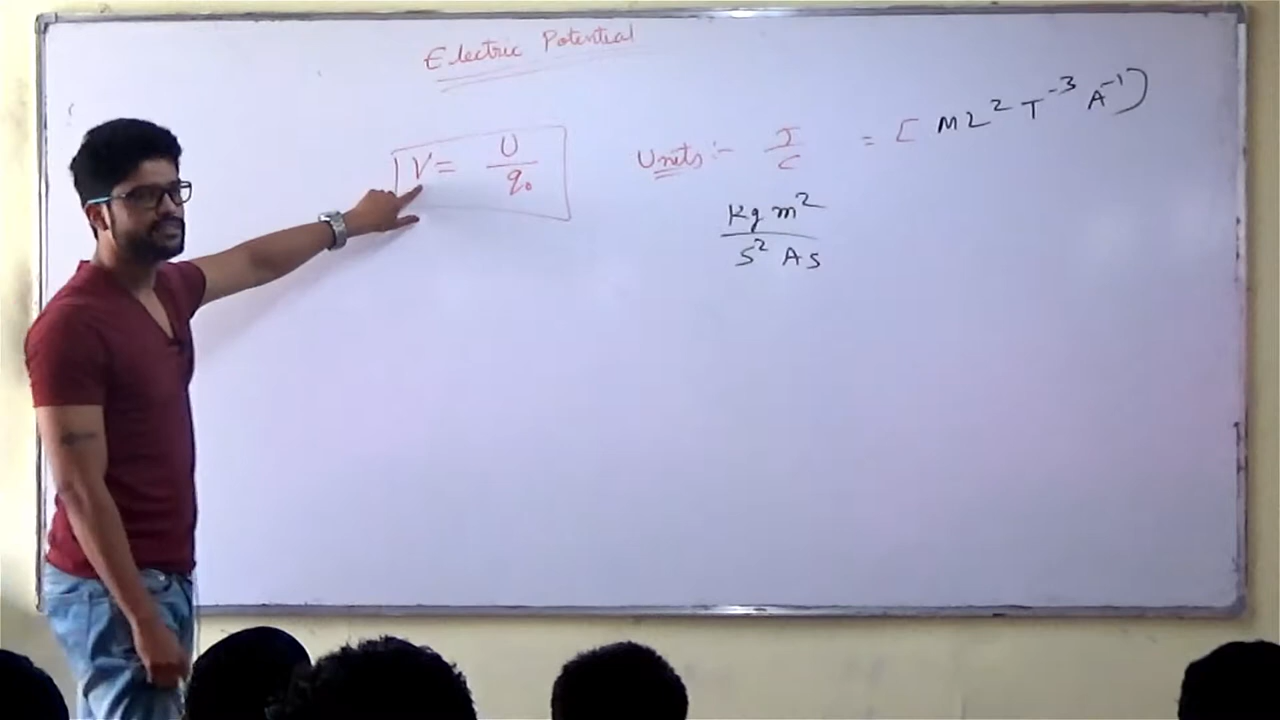 Electric Potential
V = U / q₀
Units :- J / C = [ M L² T⁻³ A⁻¹ )
Kg m² / s² A s